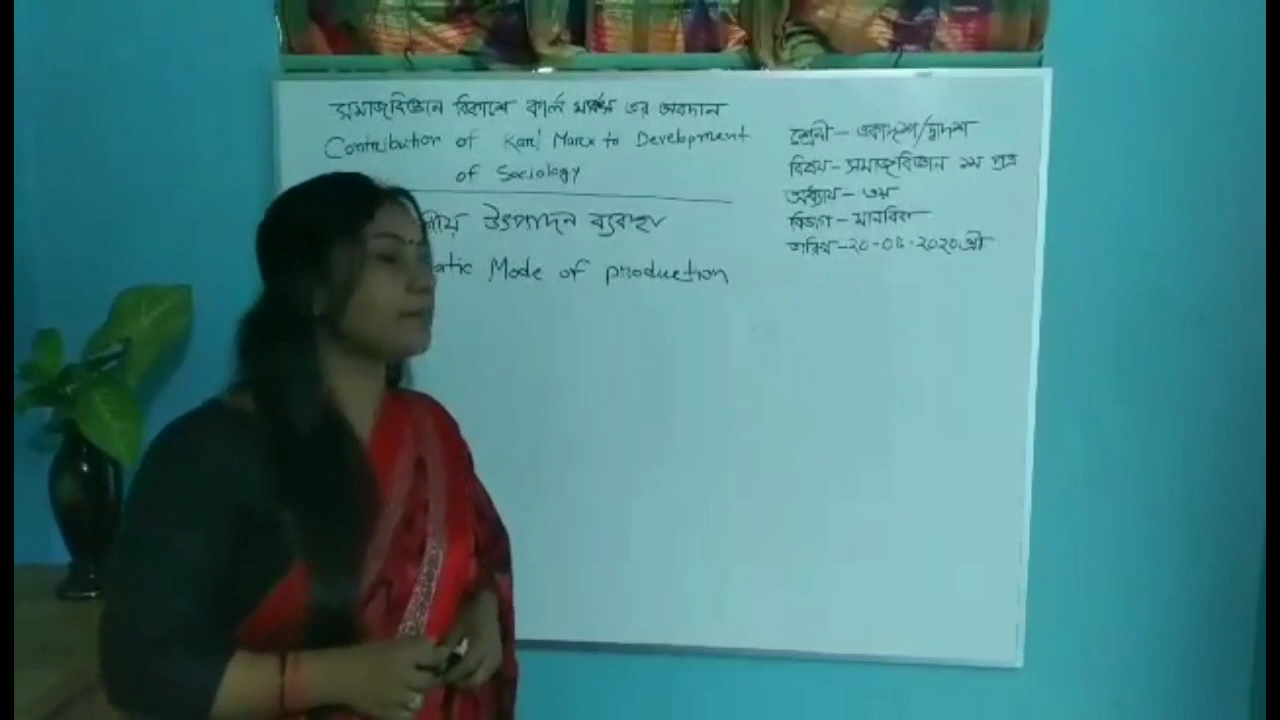 সমাজবিজ্ঞান বিকাশে কার্ল মার্কস এর অবদান
Contribution of Karl Marx to Development
of Sociology
উৎপাদন ব্যবস্থা
Mode of production
শ্রেনী - একাদশ/দ্বাদশ
বিষয় - সমাজবিজ্ঞান ১ম পত্র
অধ্যায় - ৩য়
বিভাগ - মানবিক
তারিখ -